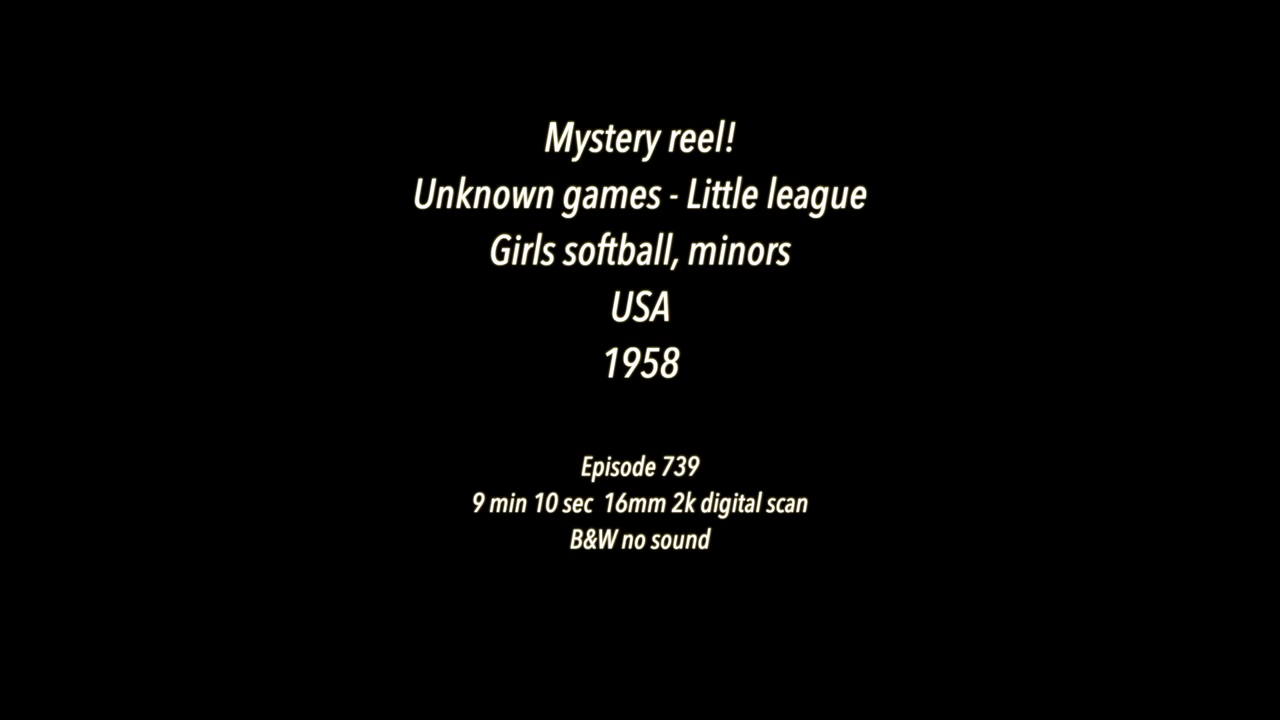 Mystery reel!
Unknown games - Little league
Girls softball, minors
USA
1958
Episode 739
9 min 10 sec  16mm 2k digital scan
B&W no sound